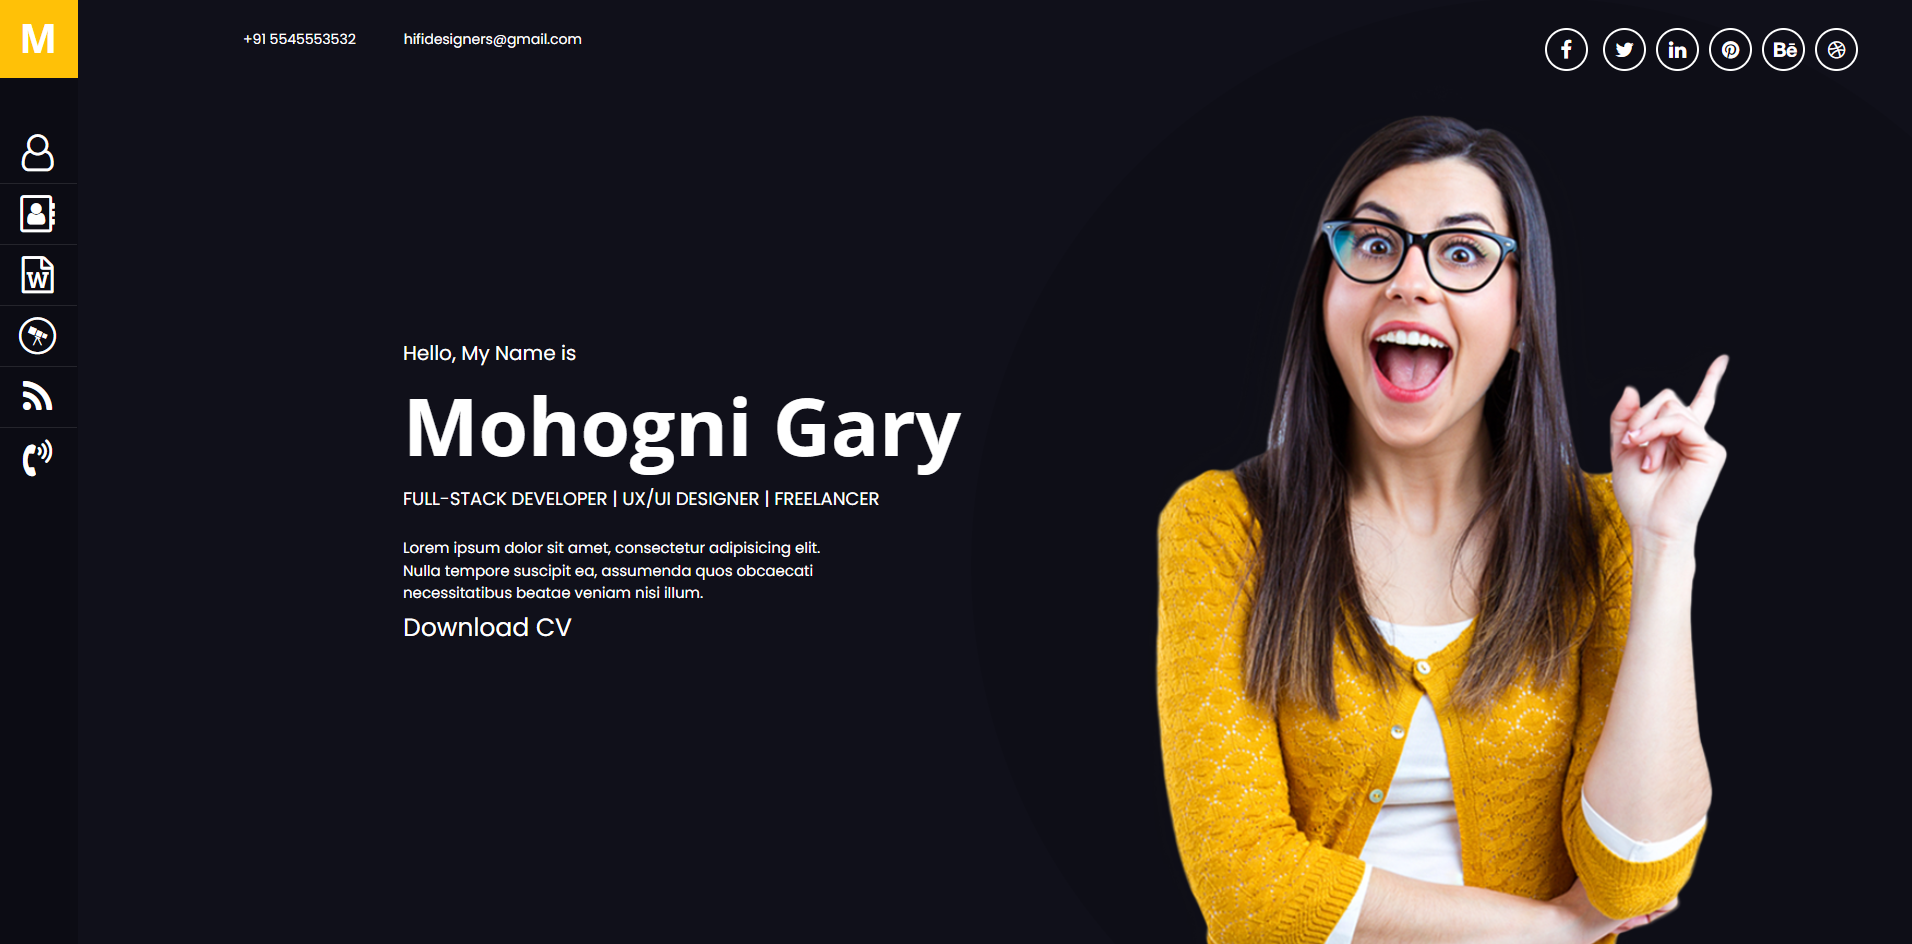 M
+91 5545553532
hifidesigners@gmail.com
Bē
Hello, My Name is
Mohogni Gary
FULL-STACK DEVELOPER | UX/UI DESIGNER | FREELANCER
Lorem ipsum dolor sit amet, consectetur adipisicing elit.
Nulla tempore suscipit ea, assumenda quos obcaecati
necessitatibus beatae veniam nisi illum.
Download CV